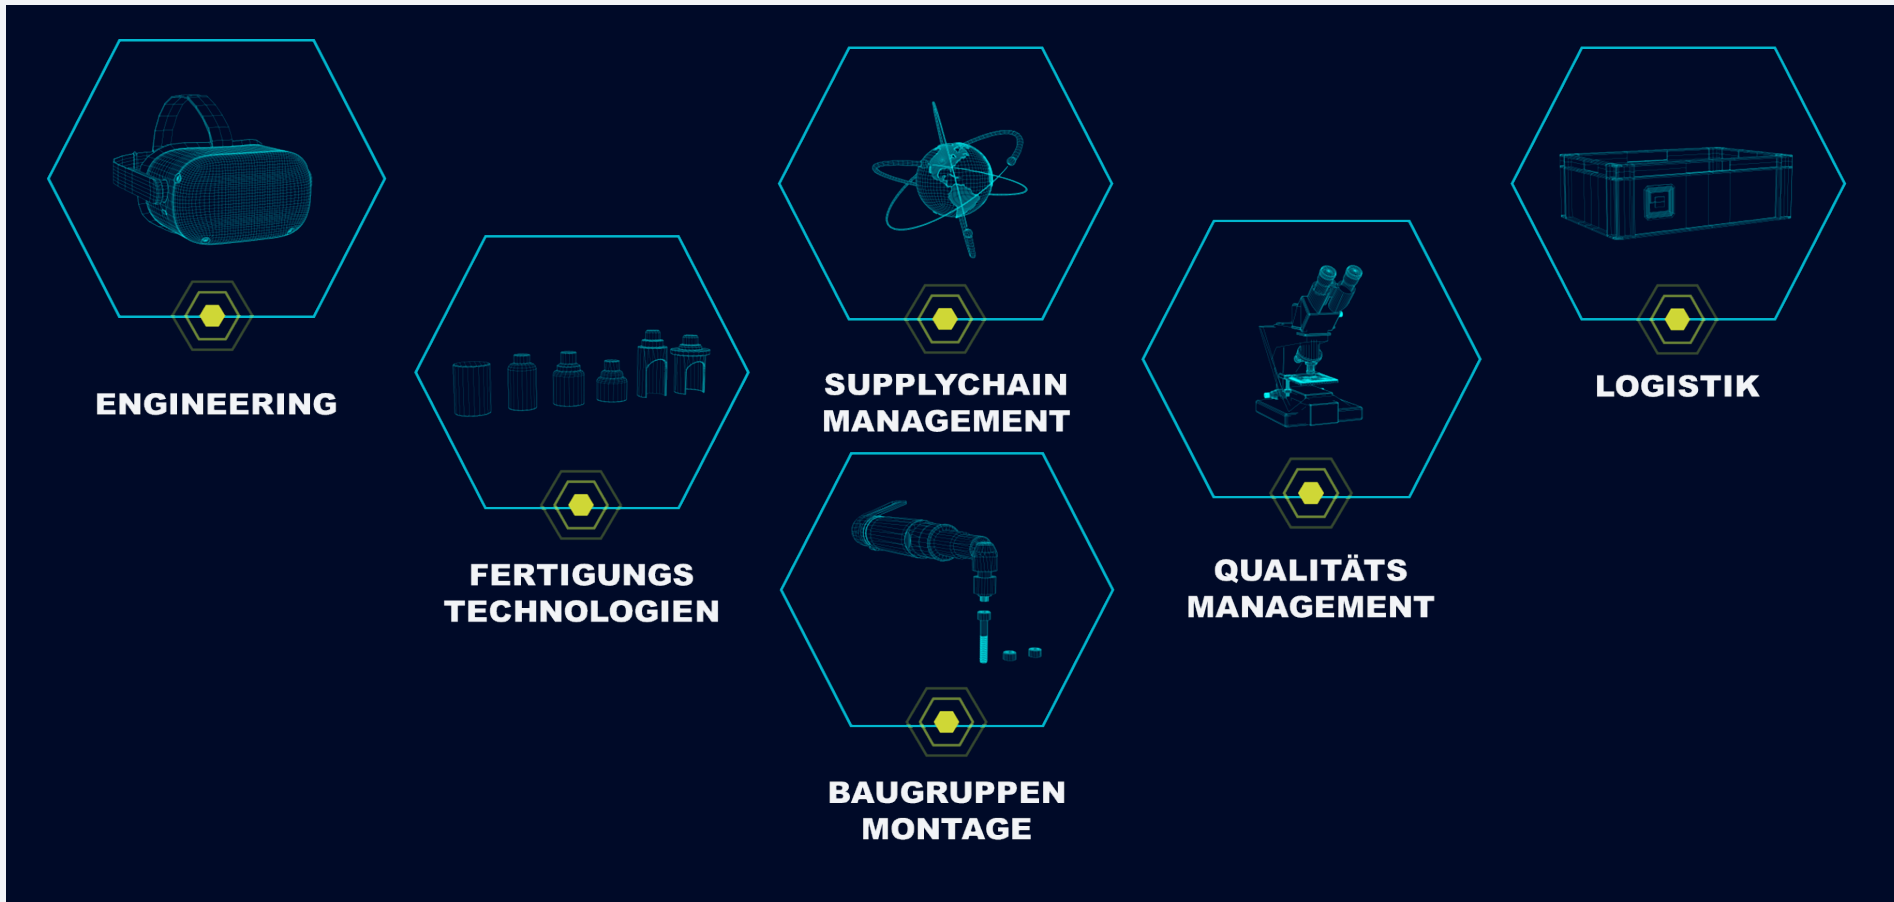 ENGINEERING
FERTIGUNGS
TECHNOLOGIEN
SUPPLYCHAIN
MANAGEMENT
BAUGRUPPEN
MONTAGE
QUALITÄTS
MANAGEMENT
LOGISTIK